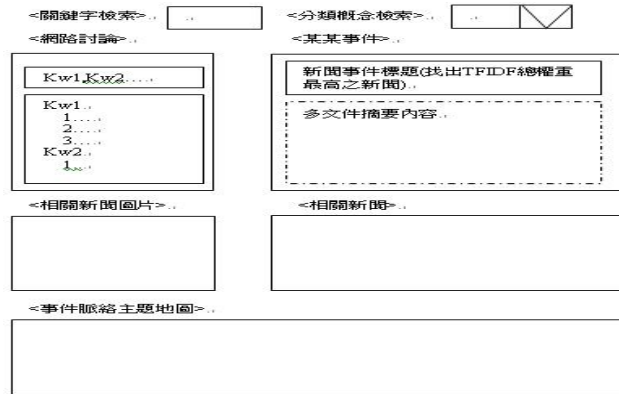 <關鍵字檢索>
<分類概念檢索>
<網路討論>
<某某事件>
Kw1,Kw2....
Kw1
1....
2....
3....
Kw2
1...
新聞事件標題(找出TFIDF總權重
最高之新聞)
多文件摘要內容
<相關新聞圖片>
<相關新聞>
<事件脈絡主題地圖>